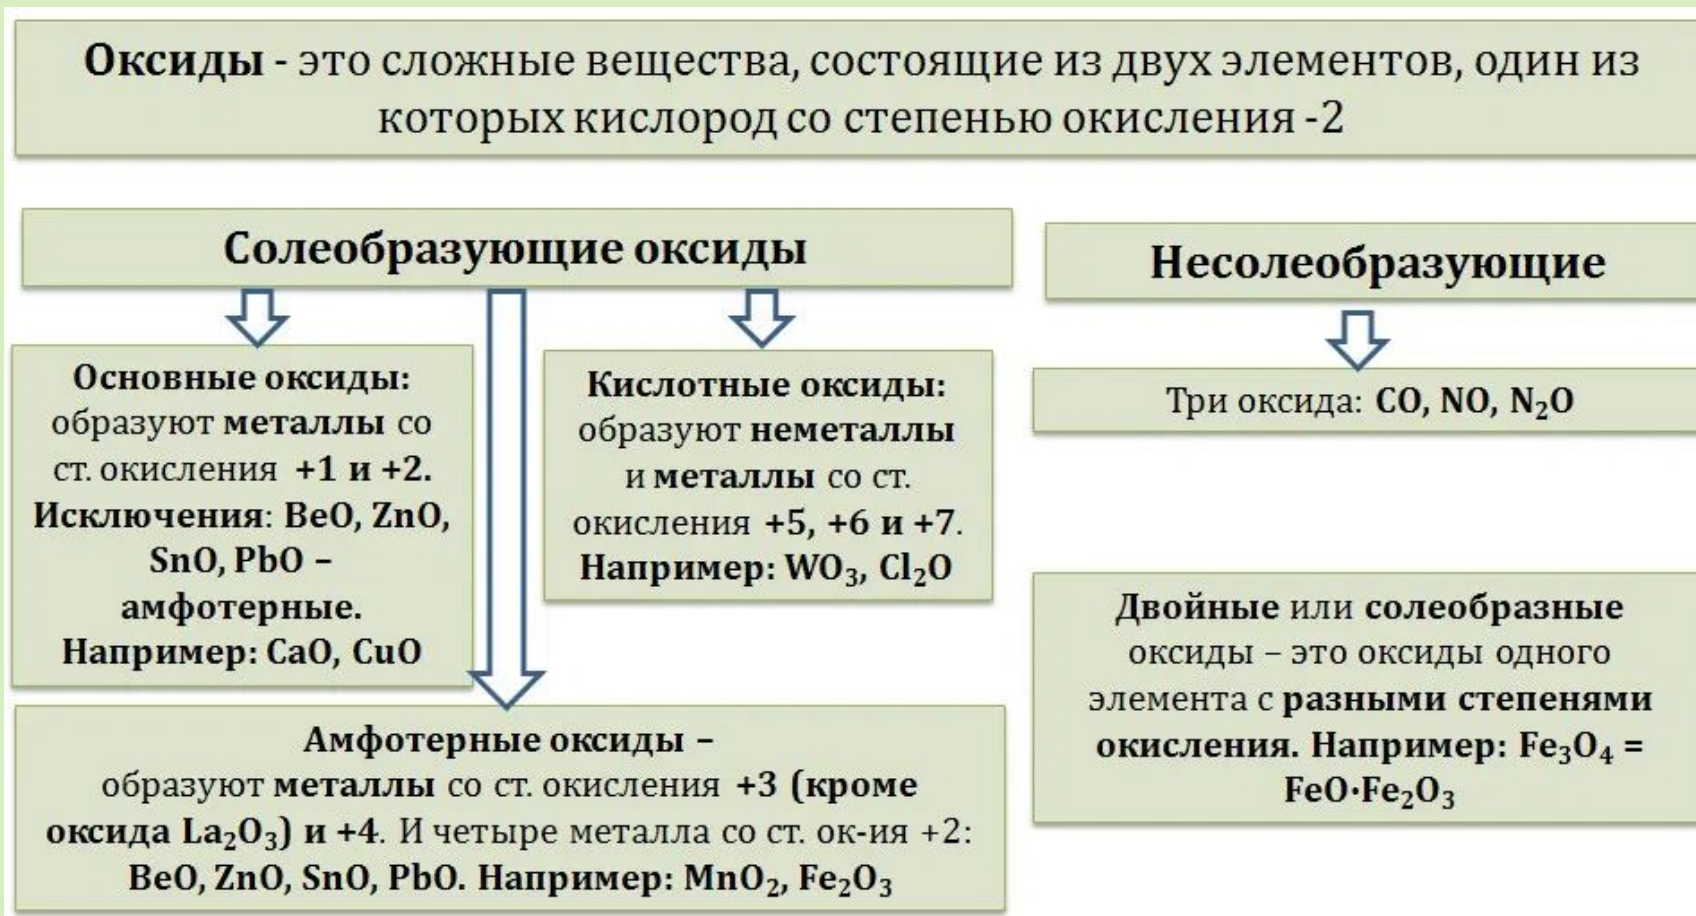 Оксиды - это сложные вещества, состоящие из двух элементов, один из
которых кислород со степенью окисления -2
Солеобразующие оксиды
Несолеобразующие
Основные оксиды:
образуют металлы со
ст. окисления +1 и +2.
Исключения: BeO, ZnO,
SnO, PbO –
амфотерные.
Например: CaO, CuO
Кислотные оксиды:
образуют неметаллы
и металлы со ст.
окисления +5, +6 и +7.
Например: WO₃, Cl₂O
Три оксида: CO, NO, N₂O
Амфотерные оксиды –
образуют металлы со ст. окисления +3 (кроме
оксида La₂O₃) и +4. И четыре металла со ст. ок-ия +2:
BeO, ZnO, SnO, PbO. Например: MnO₂, Fe₂O₃
Двойные или солеобразные
оксиды – это оксиды одного
элемента с разными степенями
окисления. Например: Fe₃O₄ =
FeO·Fe₂O₃